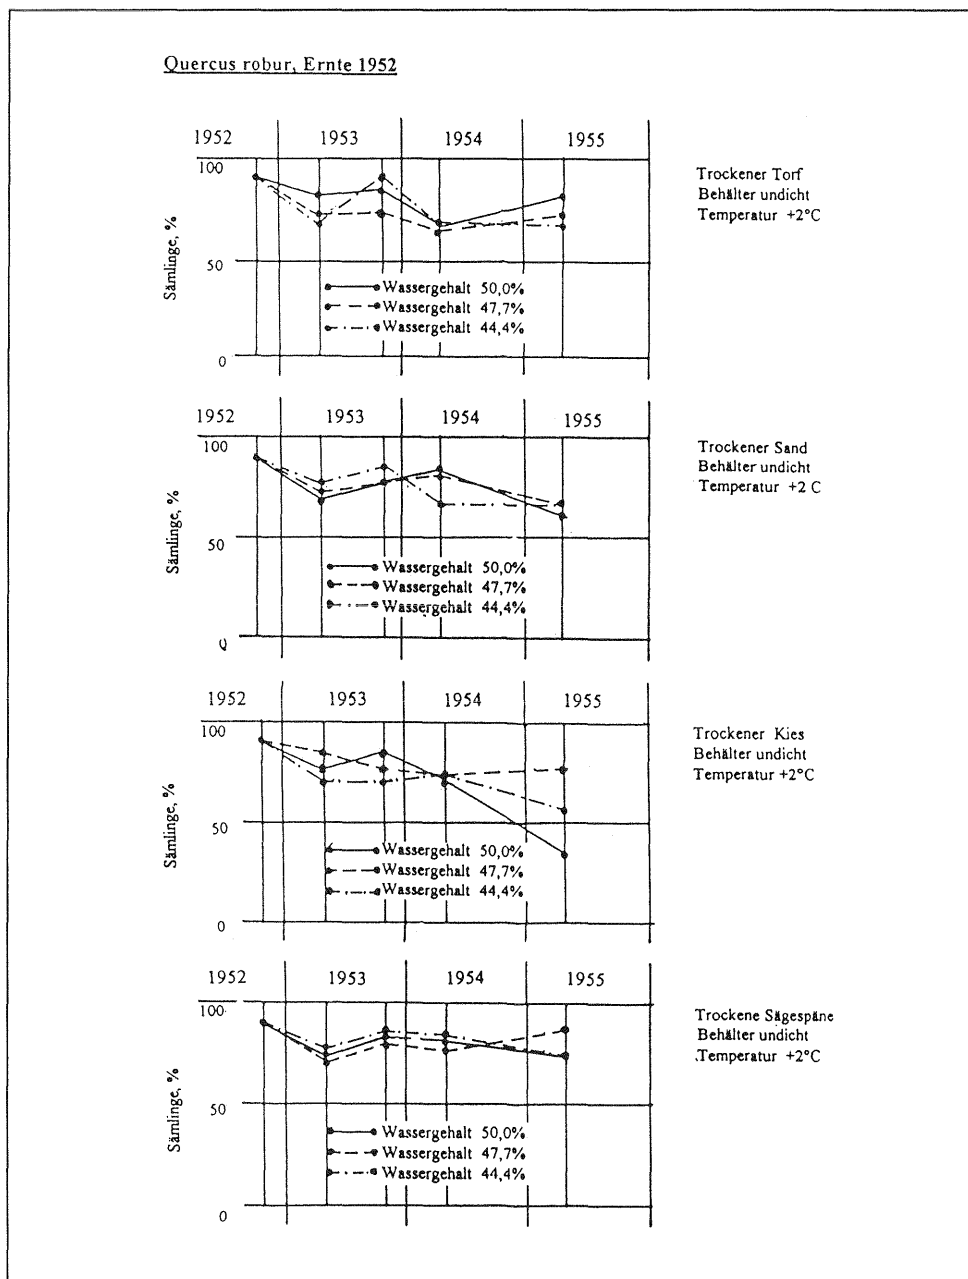 Quercus robur, Ernte 1952
1952 1953 1954 1955
100
50
0
Sämlinge, %
Wassergehalt 50,0%
Wassergehalt 47,7%
Wassergehalt 44,4%
Trockener Torf
Behälter undicht
Temperatur +2°C
1952 1953 1954 1955
100
50
0
Sämlinge, %
Wassergehalt 50,0%
Wassergehalt 47,7%
Wassergehalt 44,4%
Trockener Sand
Behälter undicht
Temperatur +2 C
1952 1953 1954 1955
100
50
0
Sämlinge, %
Wassergehalt 50,0%
Wassergehalt 47,7%
Wassergehalt 44,4%
Trockener Kies
Behälter undicht
Temperatur +2°C
1952 1953 1954 1955
100
50
0
Sämlinge, %
Wassergehalt 50,0%
Wassergehalt 47,7%
Wassergehalt 44,4%
Trockene Sägespäne
Behälter undicht
Temperatur +2°C